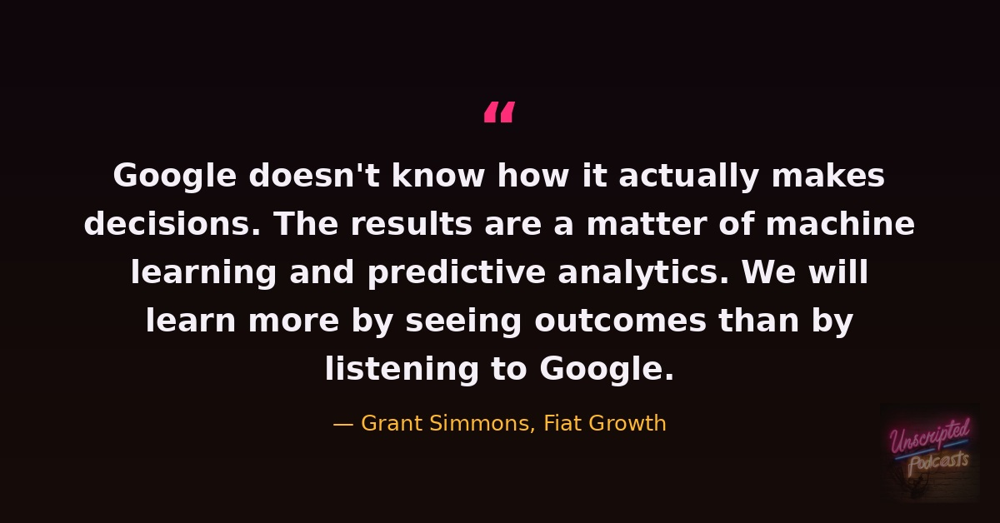 “
Google doesn't know how it actually makes
decisions. The results are a matter of machine
learning and predictive analytics. We will
learn more by seeing outcomes than by
listening to Google.
— Grant Simmons, Fiat Growth
Unscripted
Podcasts